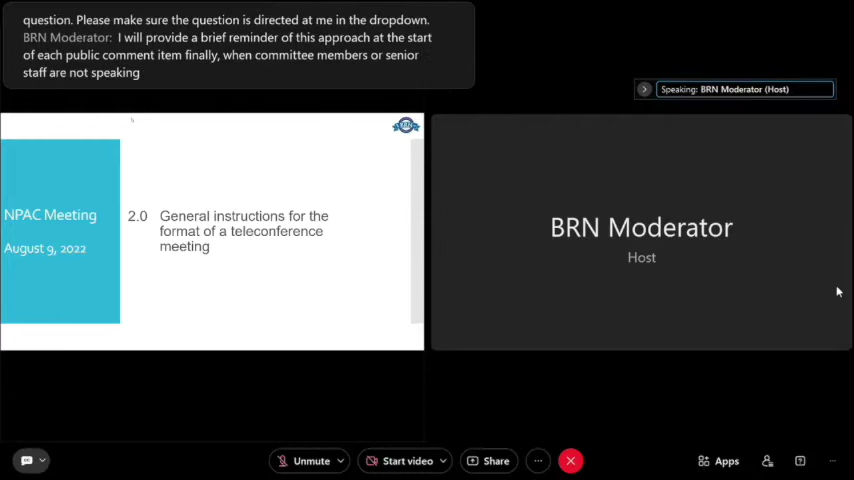 question. Please make sure the question is directed at me in the dropdown.
BRN Moderator: I will provide a brief reminder of this approach at the start
of each public comment item finally, when committee members or senior
staff are not speaking
Speaking: BRN Moderator (Host)
NPAC Meeting
August 9, 2022
2.0 General instructions for the
format of a teleconference
meeting
BRN Moderator
Host
Unmute
Start video
Share
Apps